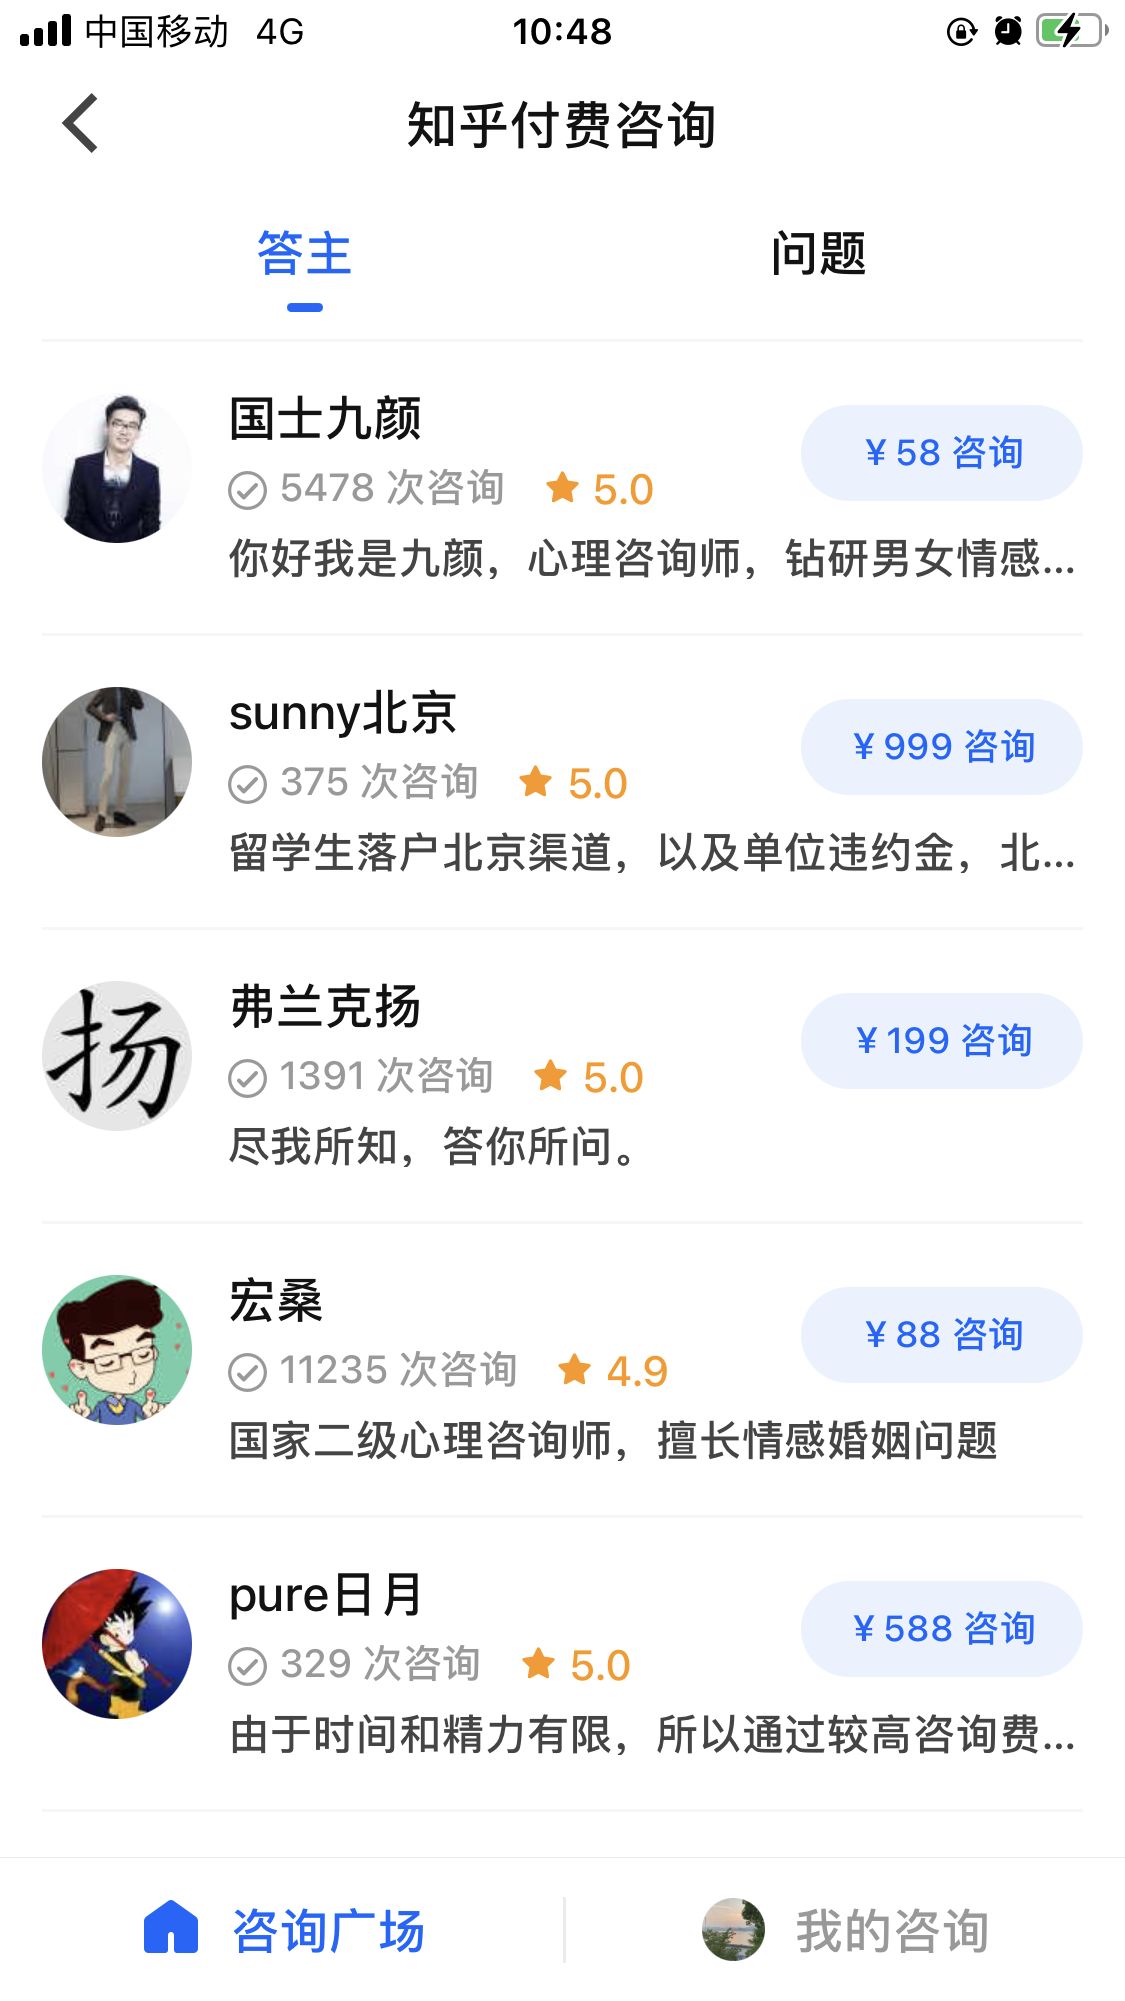 中国移动 4G 10:48
知乎付费咨询
答主 问题
国士九颜
5478 次咨询 5.0
¥ 58 咨询
你好我是九颜，心理咨询师，钻研男女情感...
sunny北京
375 次咨询 5.0
¥ 999 咨询
留学生落户北京渠道，以及单位违约金，北...
扬
弗兰克扬
1391 次咨询 5.0
¥ 199 咨询
尽我所知，答你所问。
宏桑
11235 次咨询 4.9
¥ 88 咨询
国家二级心理咨询师，擅长情感婚姻问题
pure日月
329 次咨询 5.0
¥ 588 咨询
由于时间和精力有限，所以通过较高咨询费...
咨询广场 我的咨询